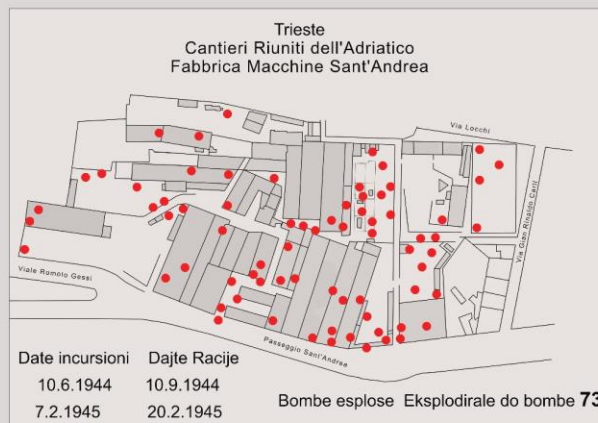 Trieste
Cantieri Riuniti dell'Adriatico
Fabbrica Macchine Sant'Andrea
Via Locchi
Via Gian Rinaldo Carli
Viale Romolo Gessi
Passeggio Sant'Andrea
Date incursioni Dajte Racije
10.6.1944 10.9.1944
7.2.1945 20.2.1945
Bombe esplose Eksplodirale do bombe 73